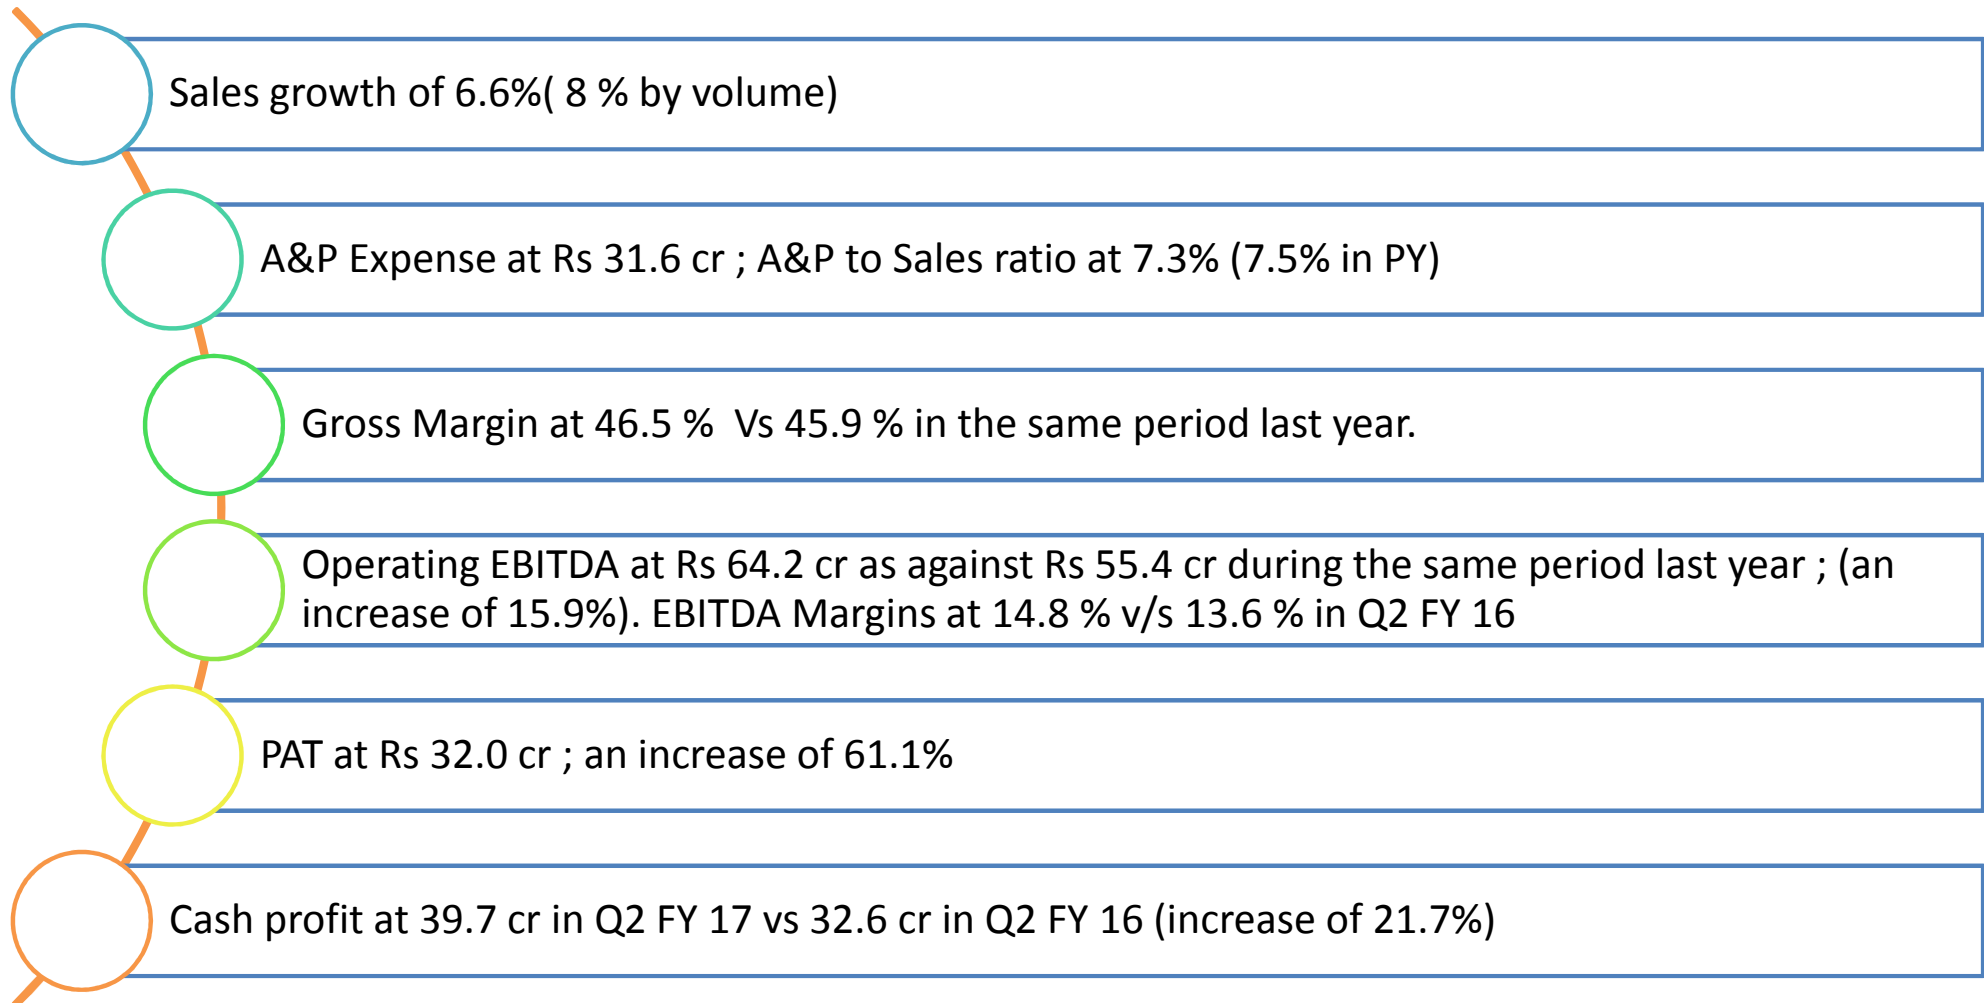 Sales growth of 6.6%( 8 % by volume)
A&P Expense at Rs 31.6 cr ; A&P to Sales ratio at 7.3% (7.5% in PY)
Gross Margin at 46.5 %  Vs 45.9 % in the same period last year.
Operating EBITDA at Rs 64.2 cr as against Rs 55.4 cr during the same period last year ; (an
increase of 15.9%). EBITDA Margins at 14.8 % v/s 13.6 % in Q2 FY 16
PAT at Rs 32.0 cr ; an increase of 61.1%
Cash profit at 39.7 cr in Q2 FY 17 vs 32.6 cr in Q2 FY 16 (increase of 21.7%)